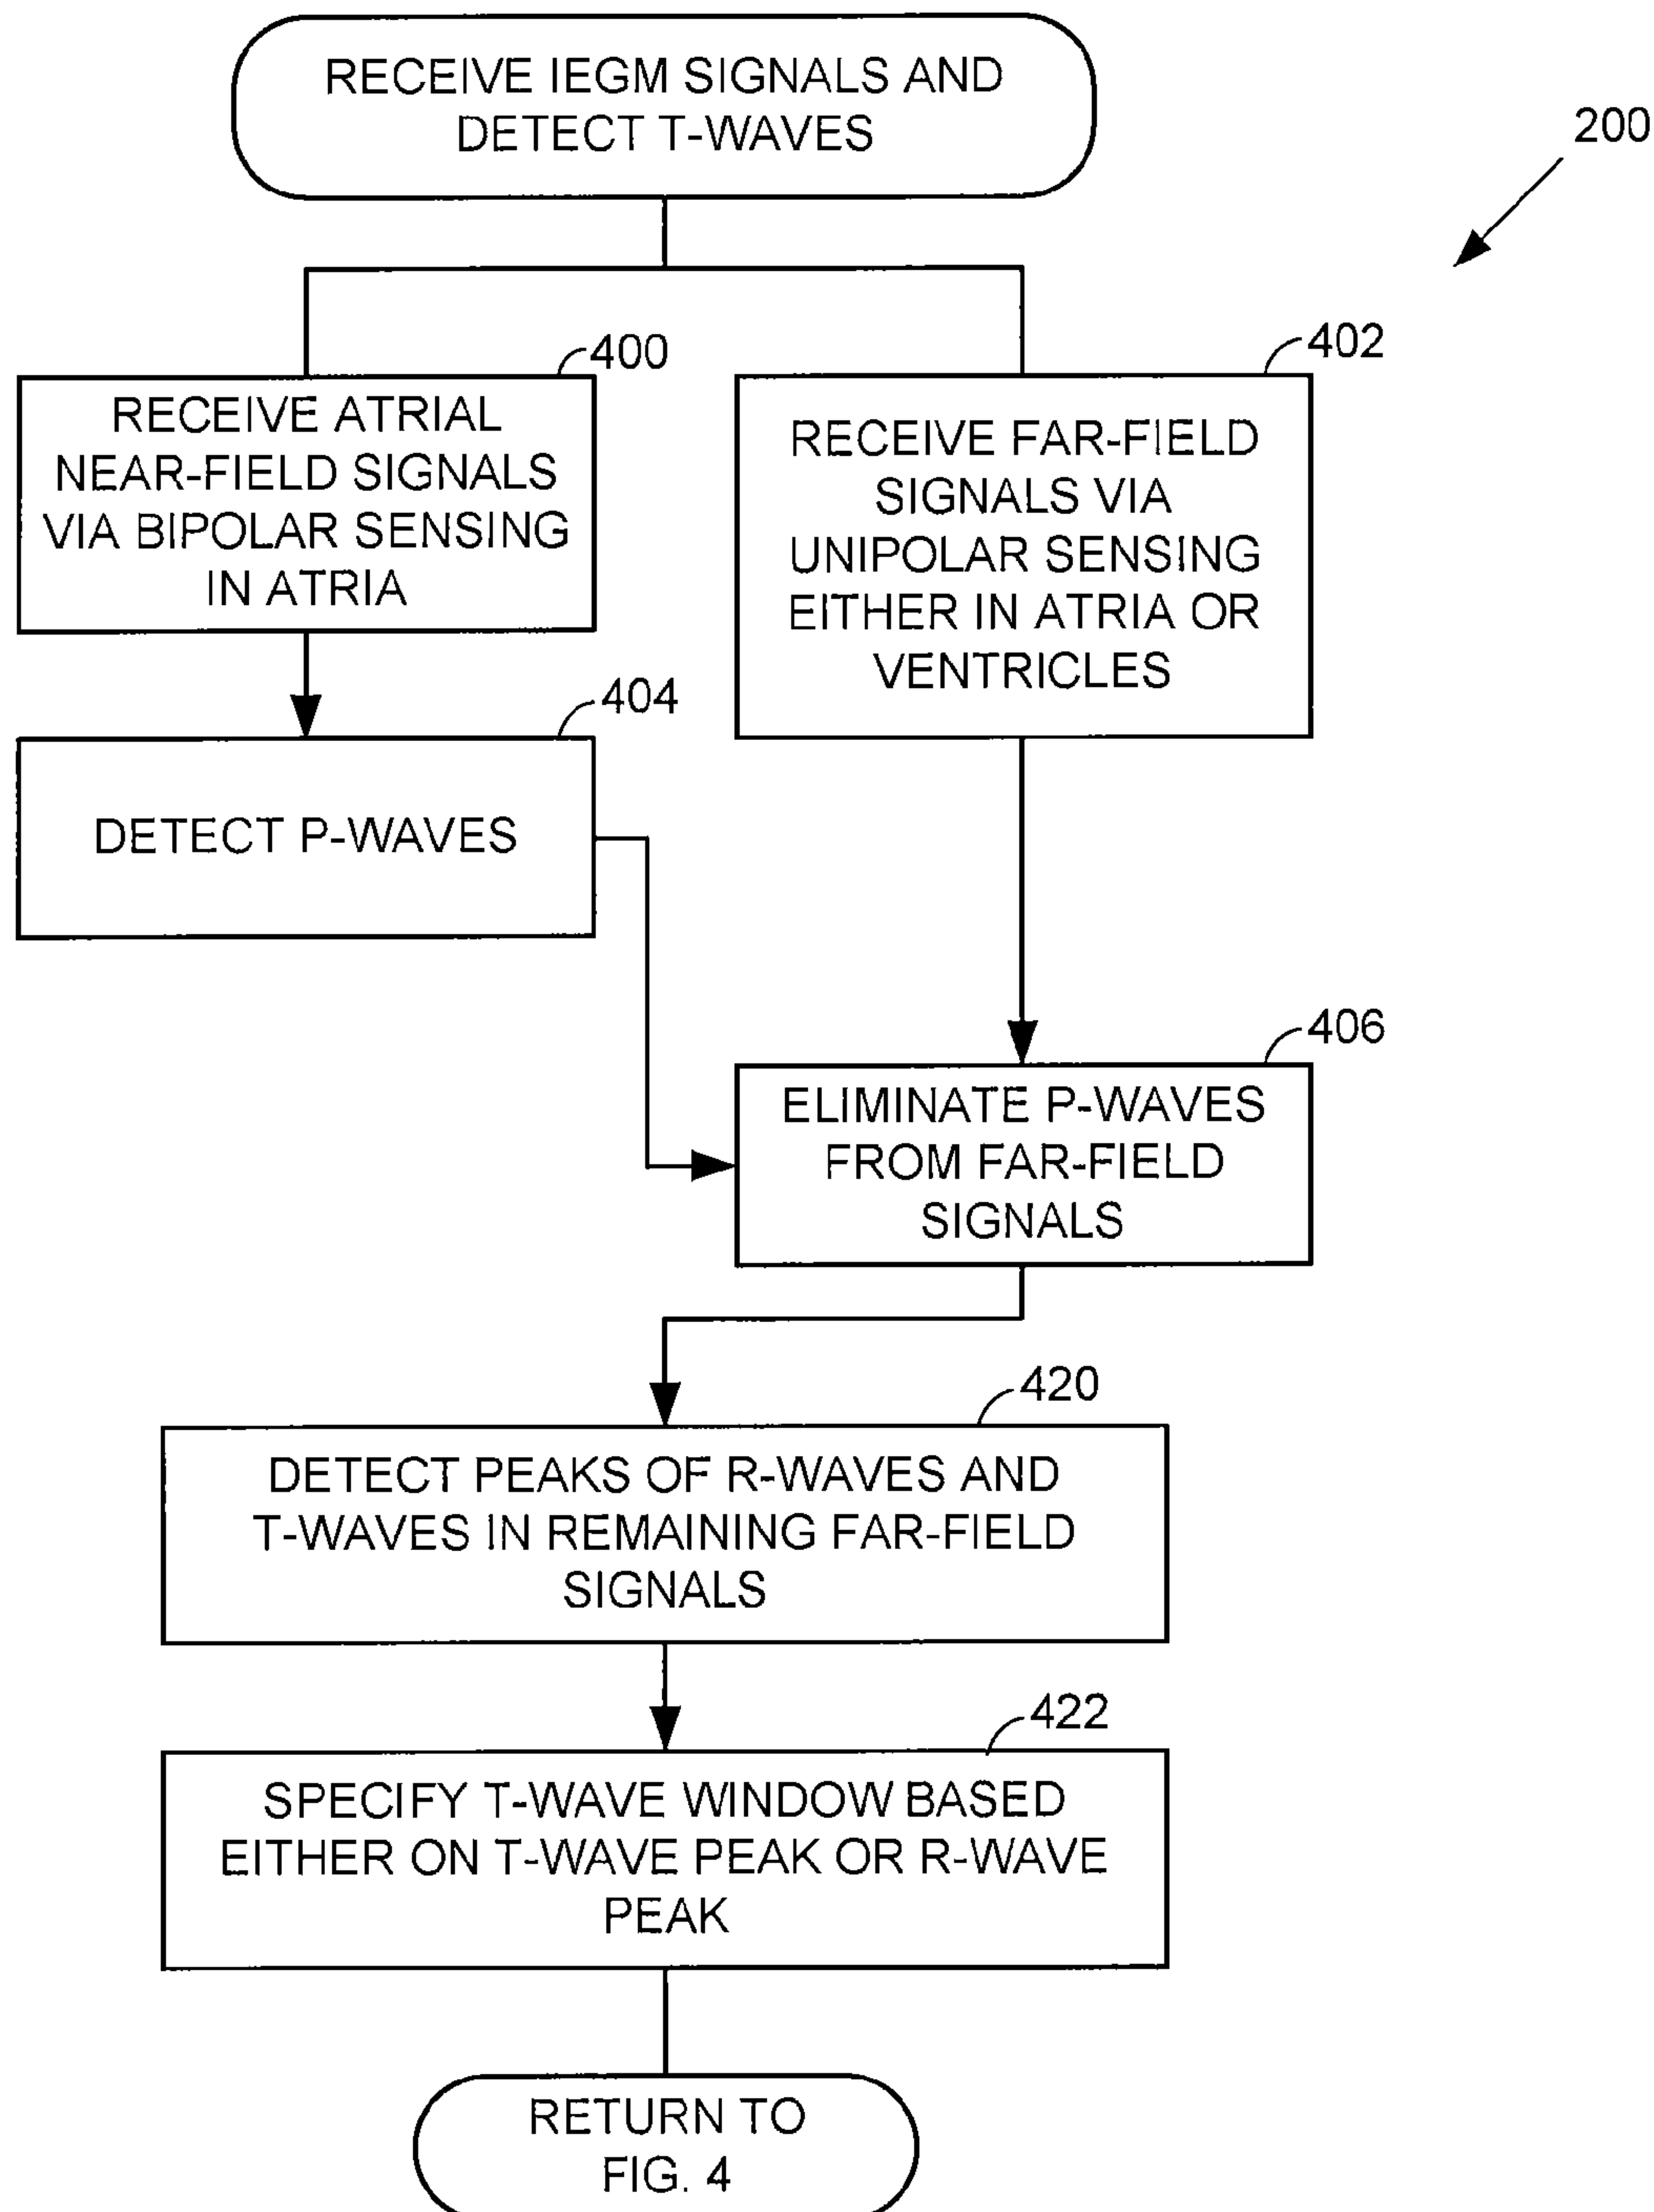 RECEIVE IEGM SIGNALS AND
DETECT T-WAVES
200
400
RECEIVE ATRIAL
NEAR-FIELD SIGNALS
VIA BIPOLAR SENSING
IN ATRIA
402
RECEIVE FAR-FIELD
SIGNALS VIA
UNIPOLAR SENSING
EITHER IN ATRIA OR
VENTRICLES
404
DETECT P-WAVES
406
ELIMINATE P-WAVES
FROM FAR-FIELD
SIGNALS
420
DETECT PEAKS OF R-WAVES AND
T-WAVES IN REMAINING FAR-FIELD
SIGNALS
422
SPECIFY T-WAVE WINDOW BASED
EITHER ON T-WAVE PEAK OR R-WAVE
PEAK
RETURN TO
FIG. 4